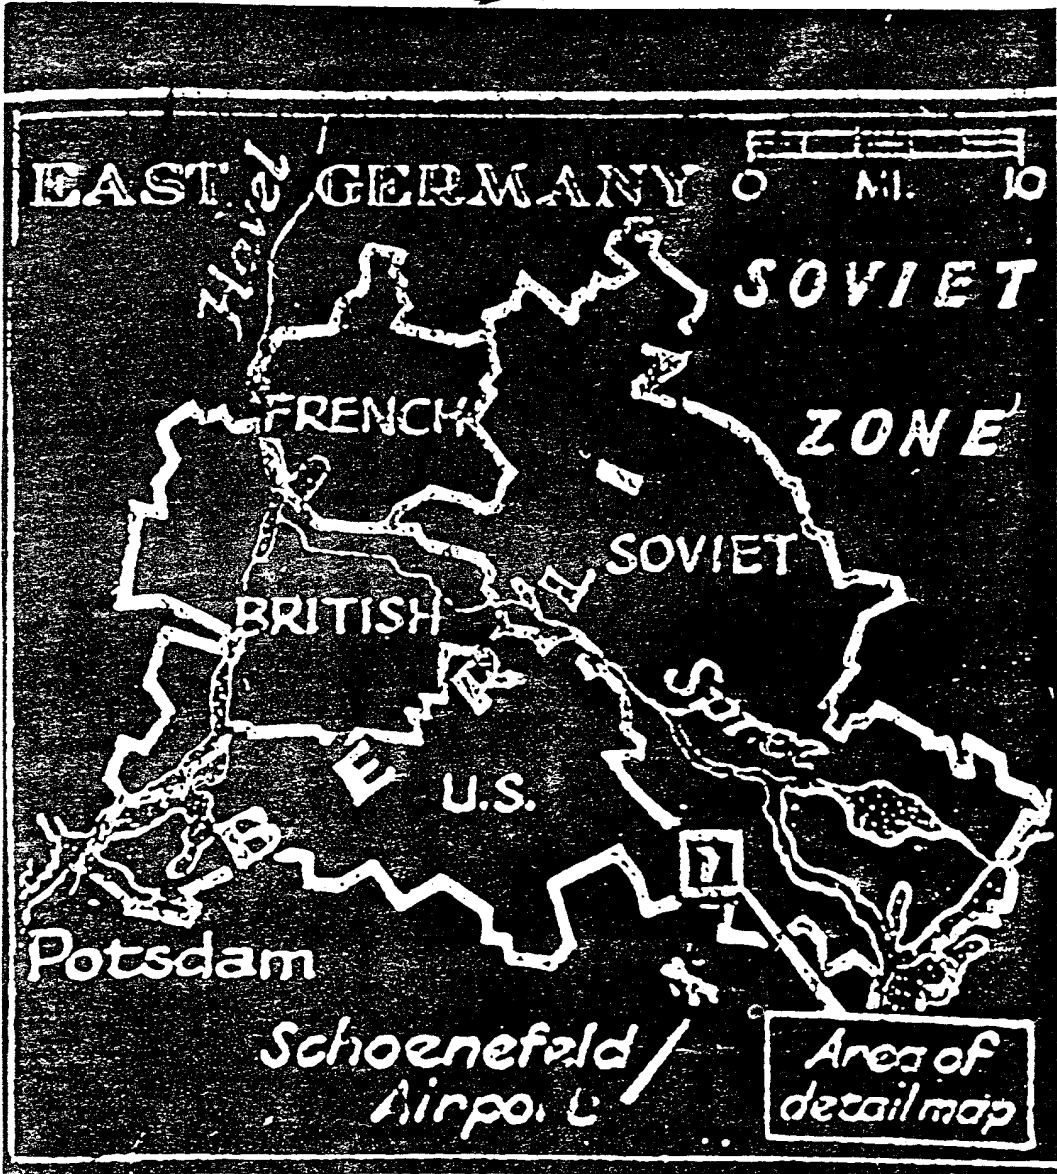 EAST GERMANY
Havel
0 MI. 10
SOVIET
ZONE
FRENCH
SOVIET
BRITISH
BERLIN
Spree
U.S.
Potsdam
Schoenefeld
Airport
Area of
detail map